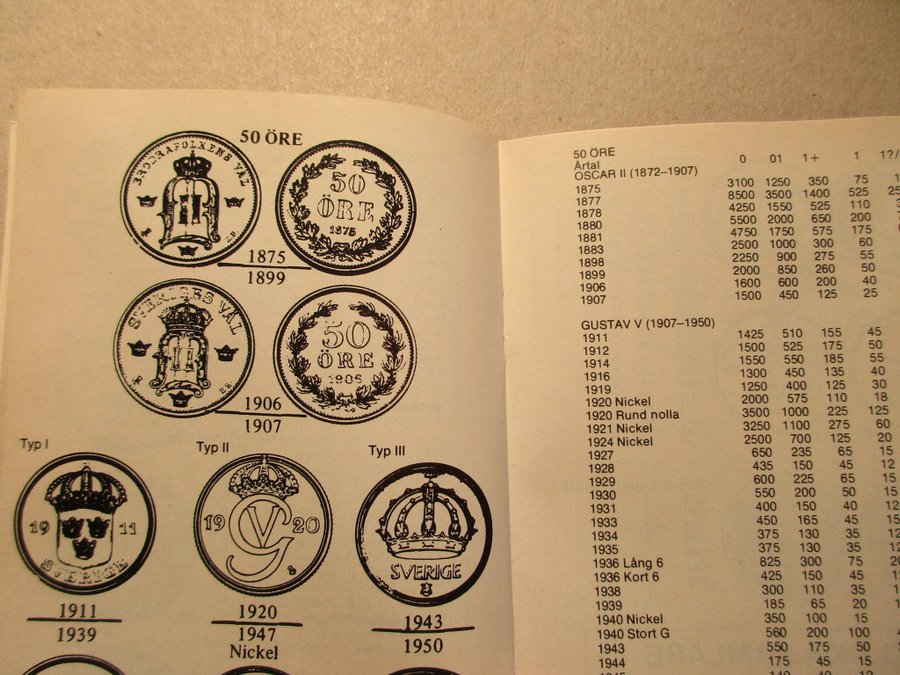 50 ÖRE
BRÖDRAFOLKENS VÄL
50
ÖRE
1875
1875
1899
SVERIGES VÄL
50
ÖRE
1906
1906
1907
Typ I
Typ II
Typ III
19 11
SVERIGE
19 20
SVERIGE
1911
1939
1920
1947
Nickel
1943
1950
50 ÖRE
Årtal 0 01 1+ 1 1?/
OSCAR II (1872–1907)
1875 3100 1250 350 75
1877 8500 3500 1400 525
1878 4250 1550 525 110
1880 5500 2000 650 200
1881 4750 1750 575 175
1883 2500 1000 300 60
1898 2250 900 275 55
1899 2000 850 260 50
1906 1600 600 200 40
1907 1500 450 125 25
GUSTAV V (1907–1950)
1911 1425 510 155 45
1912 1500 525 175 50
1914 1550 550 185 55
1916 1300 450 135 40
1919 1250 400 125 30
1920 Nickel 2000 575 110 18
1920 Rund nolla 3500 1000 225 125
1921 Nickel 3250 1100 275 60
1924 Nickel 2500 700 125 20
1927 650 235 65 15
1928 435 150 45 12
1929 600 225 65 15
1930 550 200 50 15
1931 400 150 40 12
1933 450 165 45 15
1934 375 130 35 12
1935 375 130 35 12
1936 Lång 6 825 300 75
1936 Kort 6 425 150 45
1938 300 110 35
1939 185 65 20
1940 Nickel 350 100 15
1940 Stort G 560 200 100
1943 550 175 50
1944 175 45 15